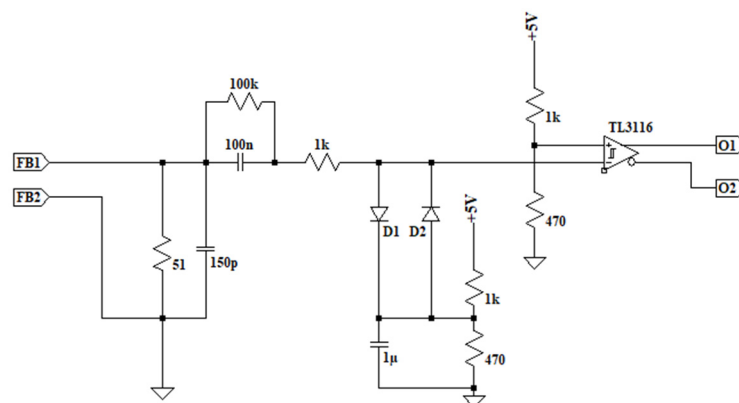 +5V
100k
1k
TL3116
100n
1k
FB1
O1
FB2
O2
+5V
470
D1
D2
51
150p
1k
1µ
470